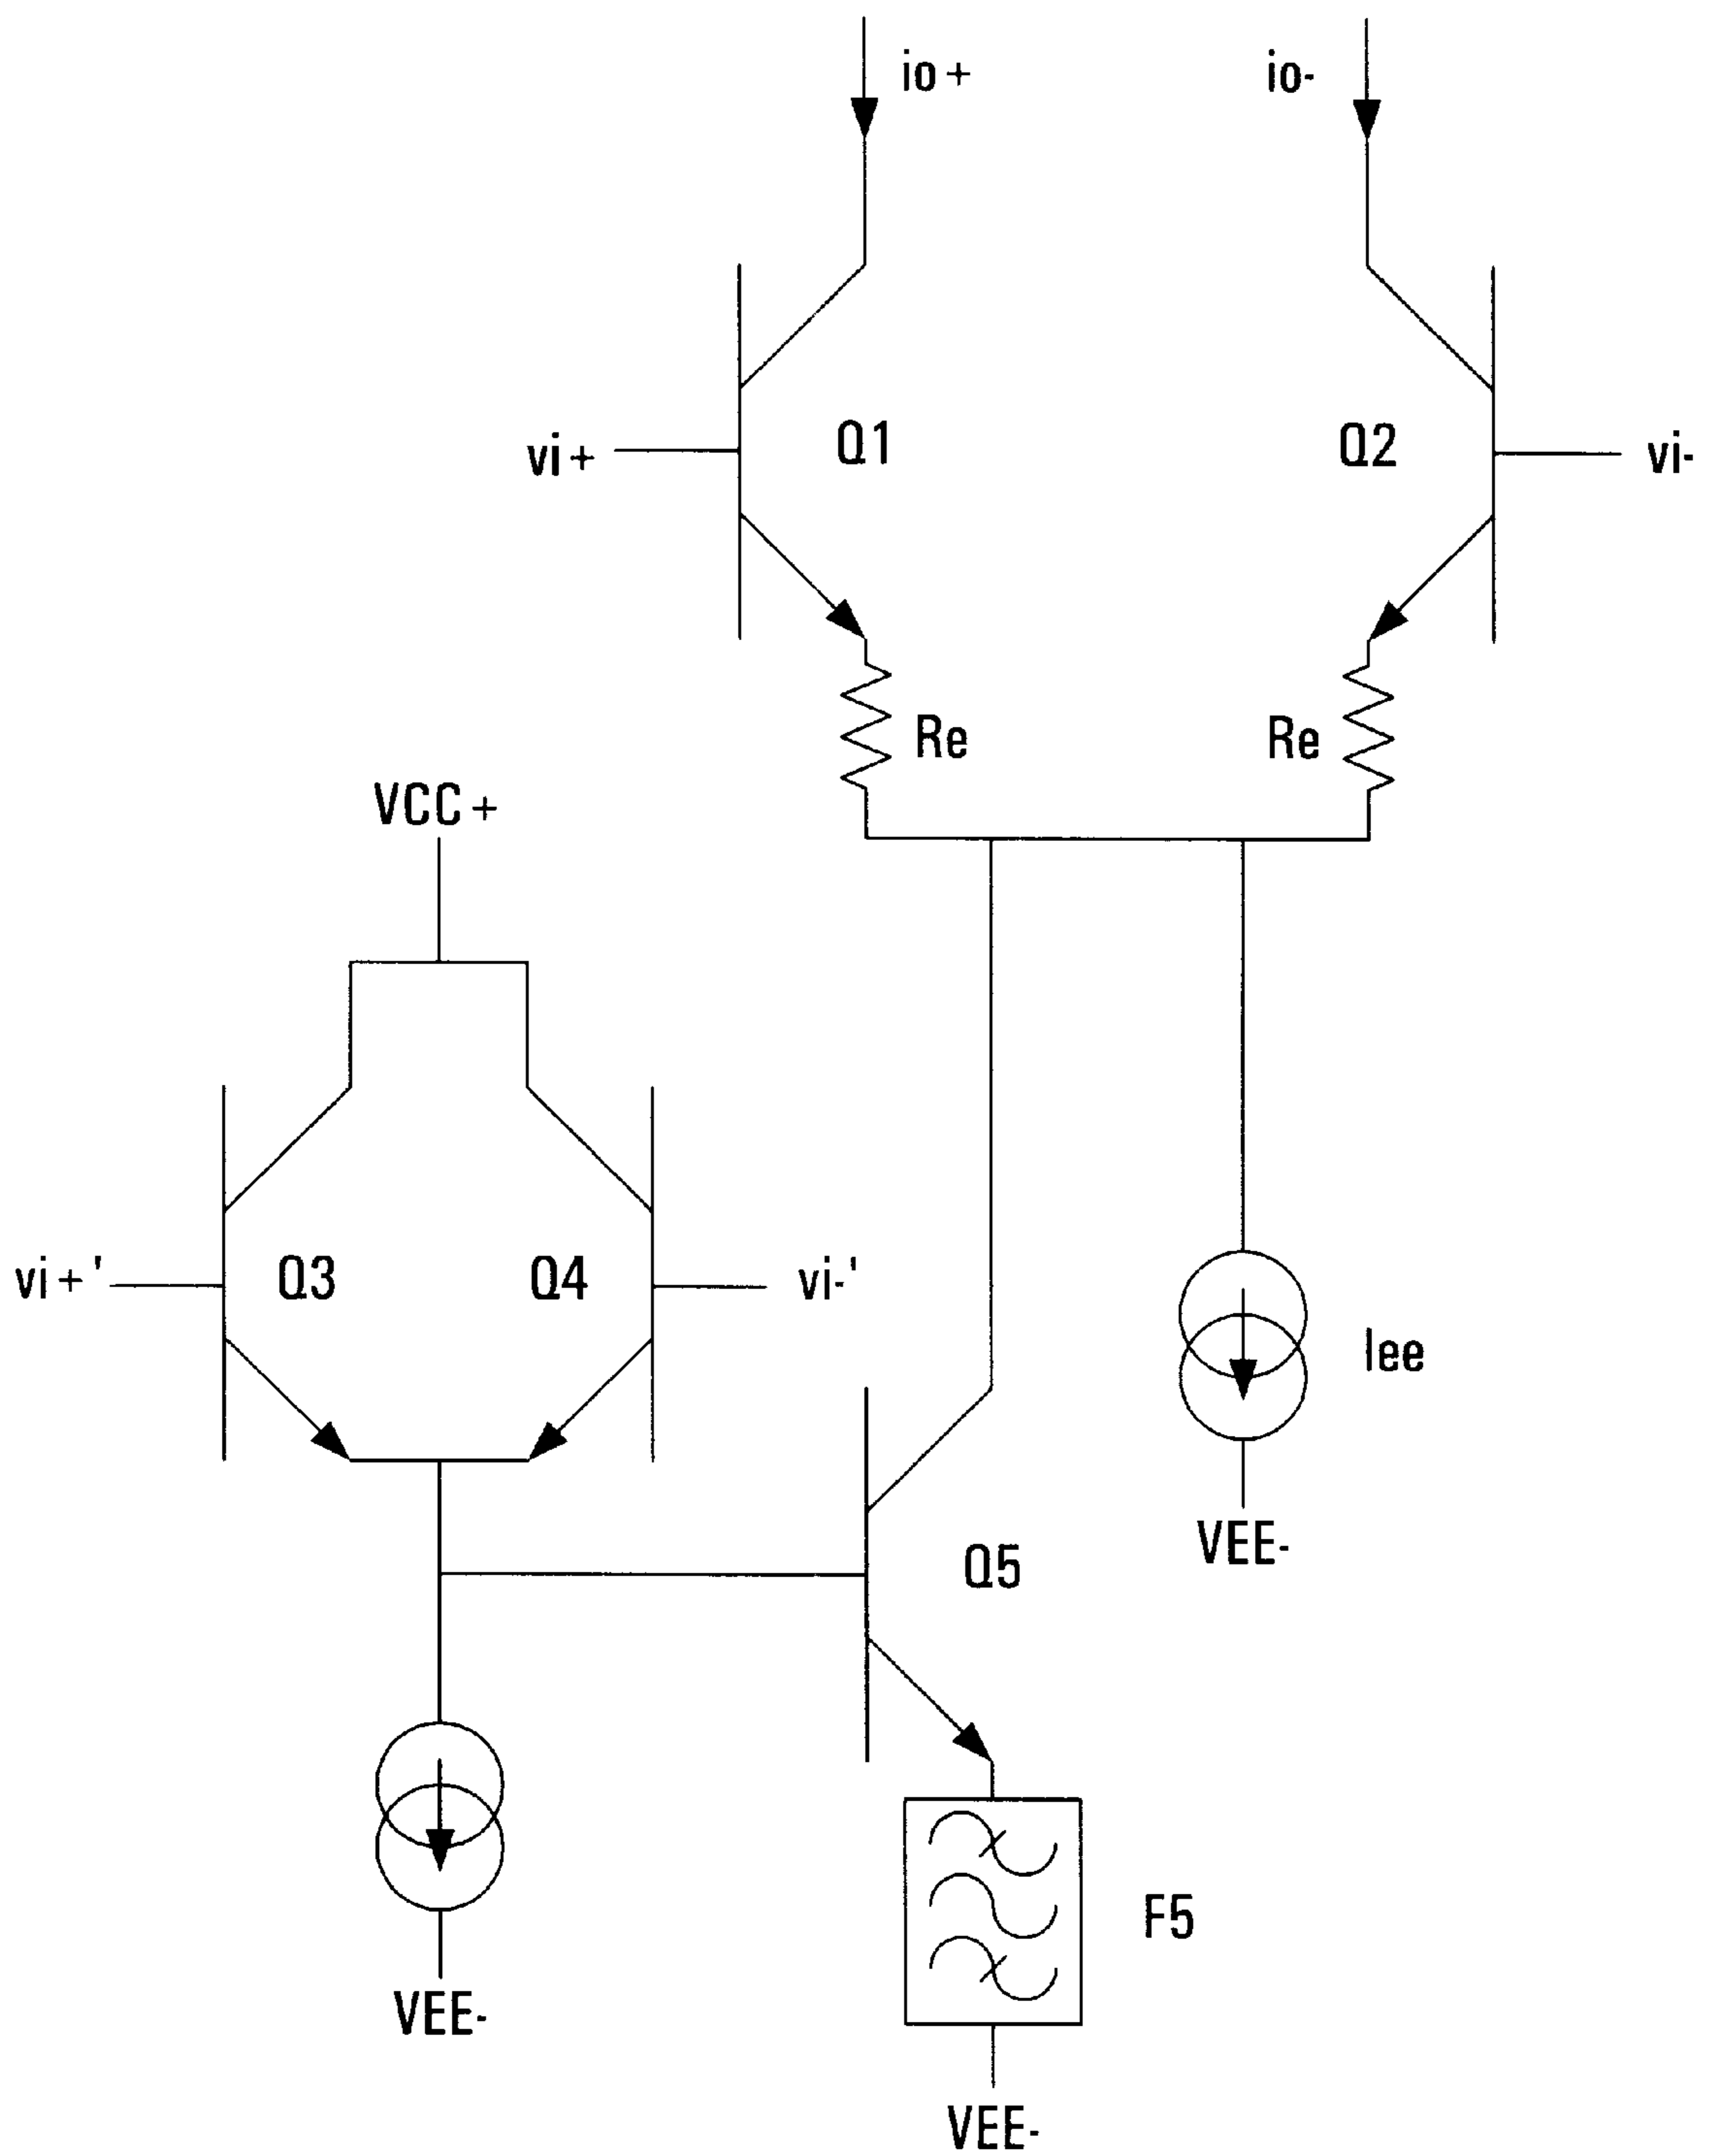 io+
io-
vi+
Q1
Q2
vi-
Re
Re
VCC+
vi+'
Q3
Q4
vi-'
Iee
VEE-
Q5
F5
VEE-
VEE-